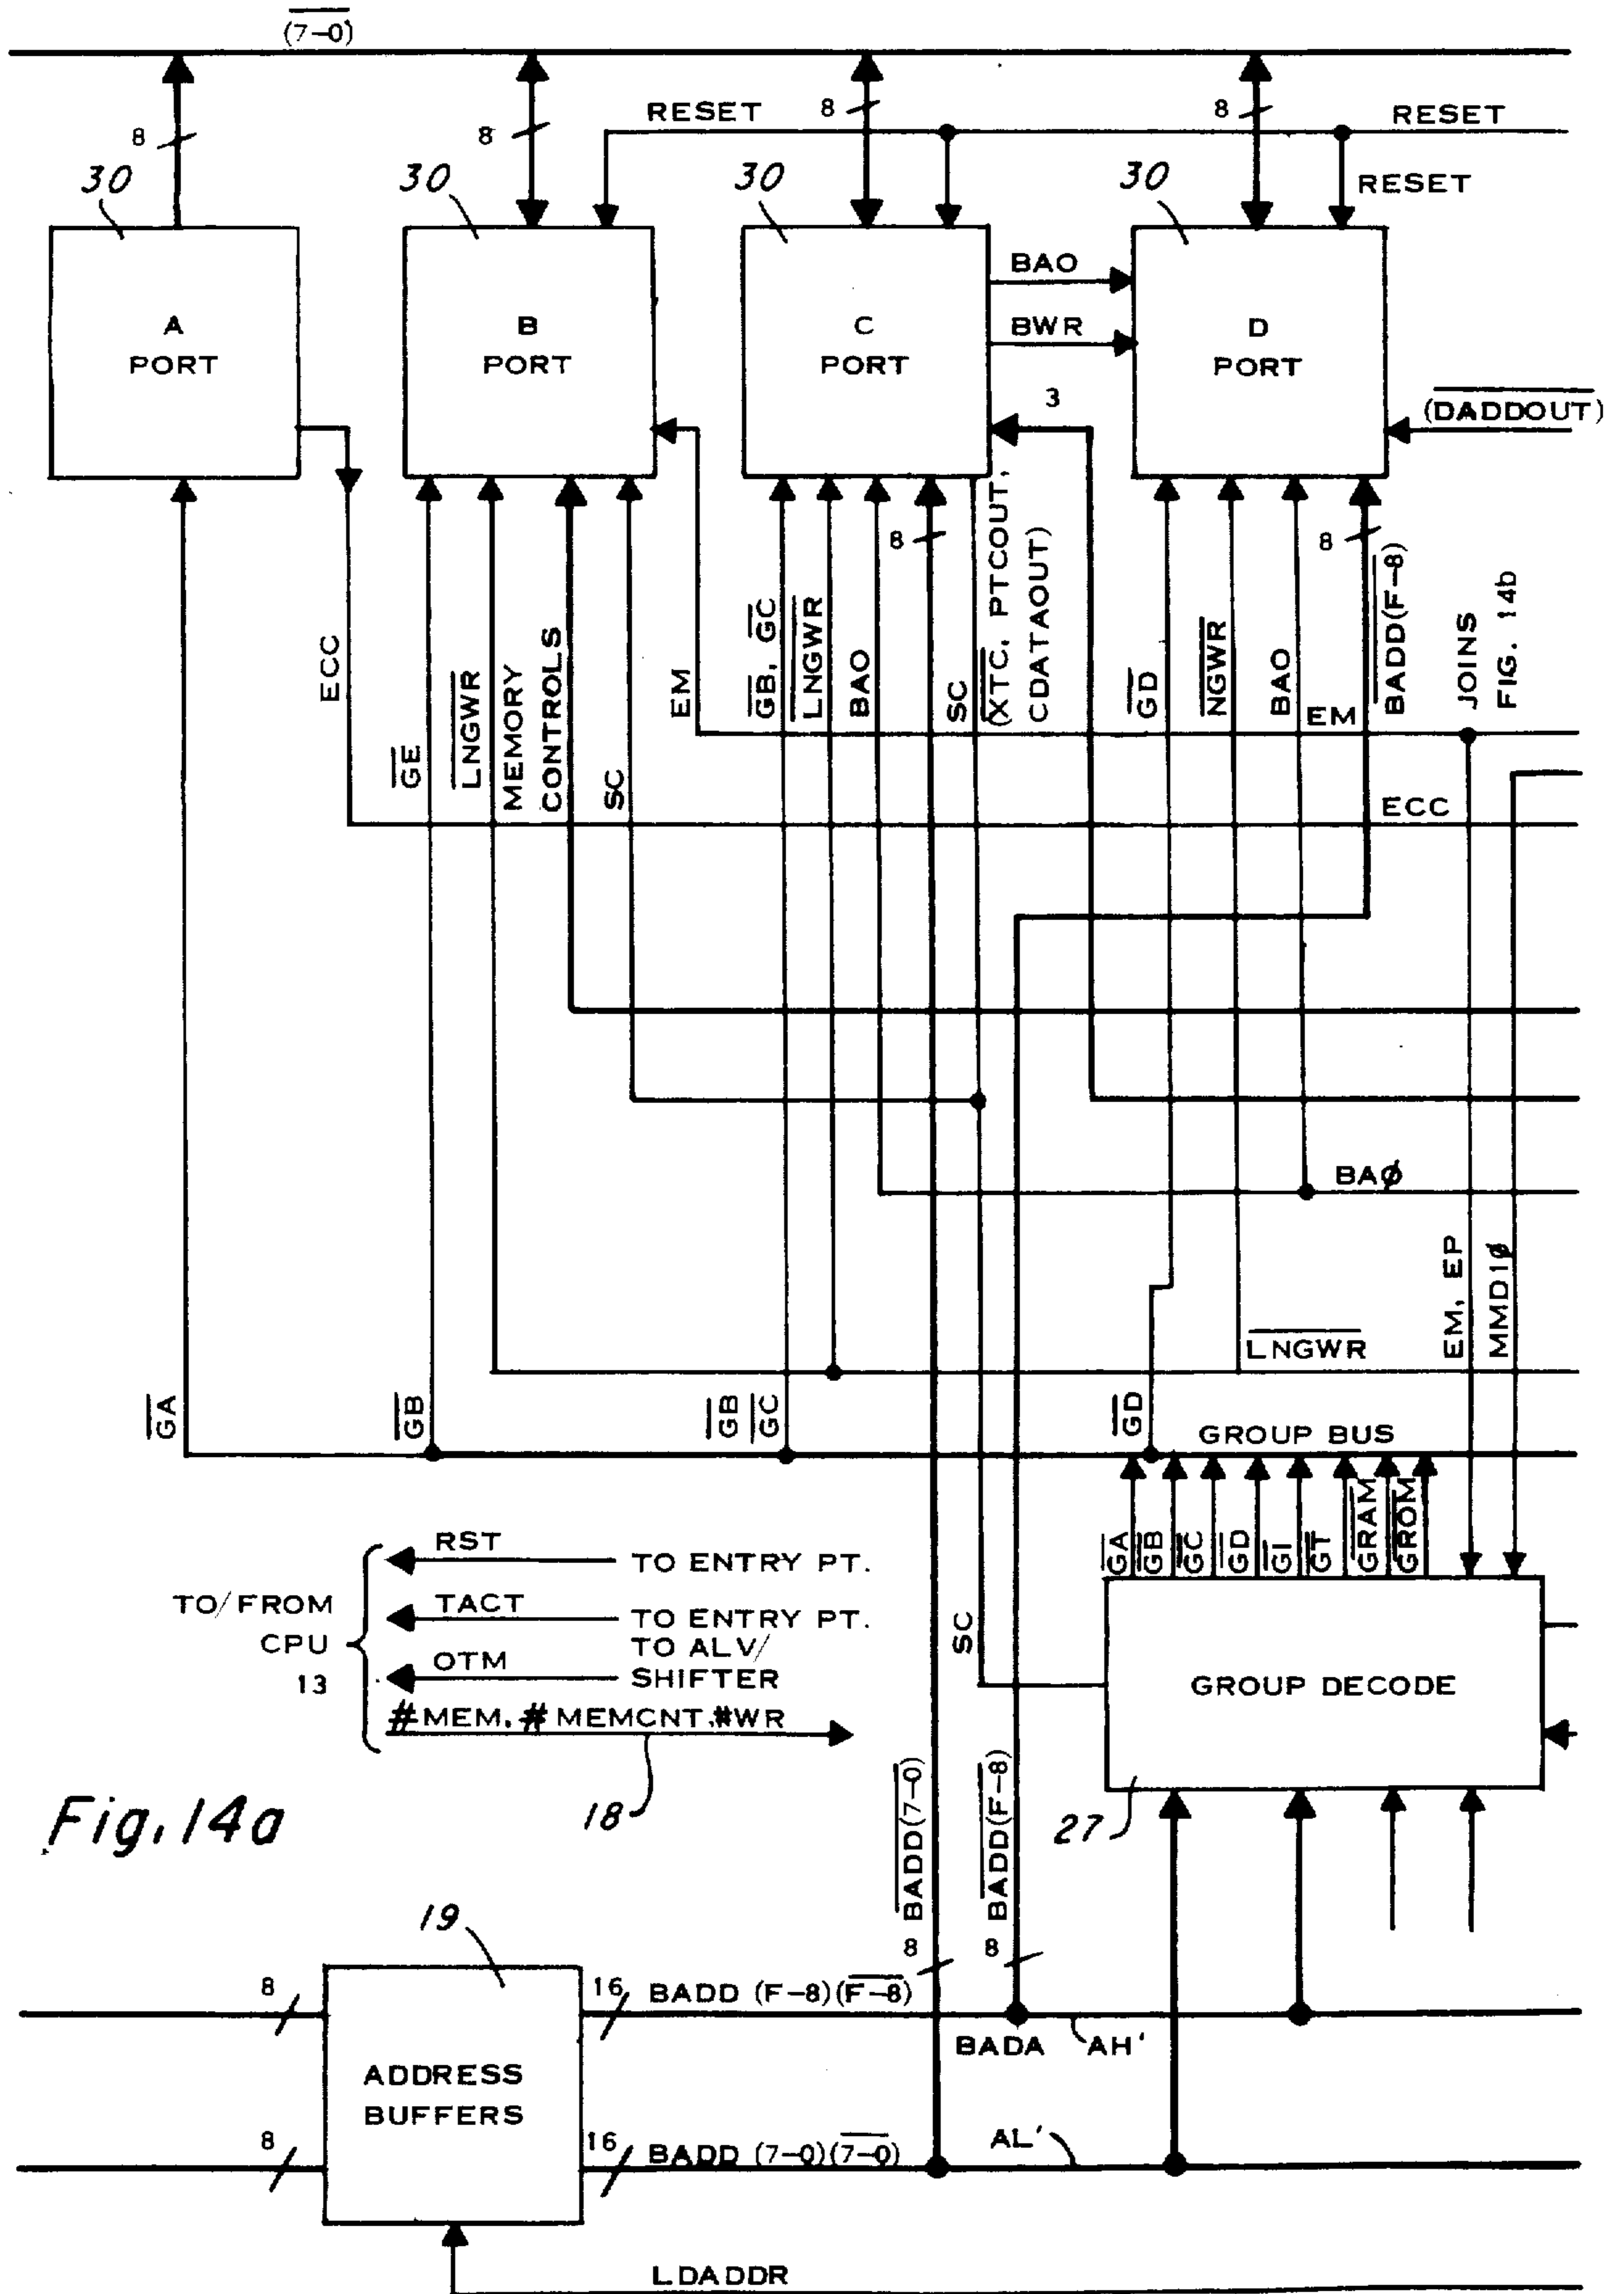 (7-0)
8
8
RESET
8
8
RESET
30
30
30
30
RESET
A
PORT
B
PORT
C
PORT
BAO
BWR
3
D
PORT
(DADDOUT)
8
8
ECC
GE
LNGWR
MEMORY
CONTROLS
SC
EM
GB, GC
LNGWR
BAO
SC
(XTC, PTCOUT,
CDATAOUT)
GD
NGWR
BAO
EM
BADD(F-8)
JOINS
FIG. 14b
ECC
BAØ
EM, EP
MMD1Ø
LNGWR
GA
GB
GB
GC
GD
GROUP BUS
GA
GB
GC
GD
GI
GT
GRAM
GROM
TO/FROM
CPU
13
RST
TO ENTRY PT.
TACT
TO ENTRY PT.
OTM
TO ALV/
SHIFTER
#MEM, #MEMCNT, #WR
18
SC
GROUP DECODE
27
Fig. 14a
BADD(7-0)
BADD(F-8)
8
8
19
8
ADDRESS
BUFFERS
16
BADD (F-8)(F-8)
BADA
AH'
8
16
BADD (7-0)(7-0)
AL'
LDADDR